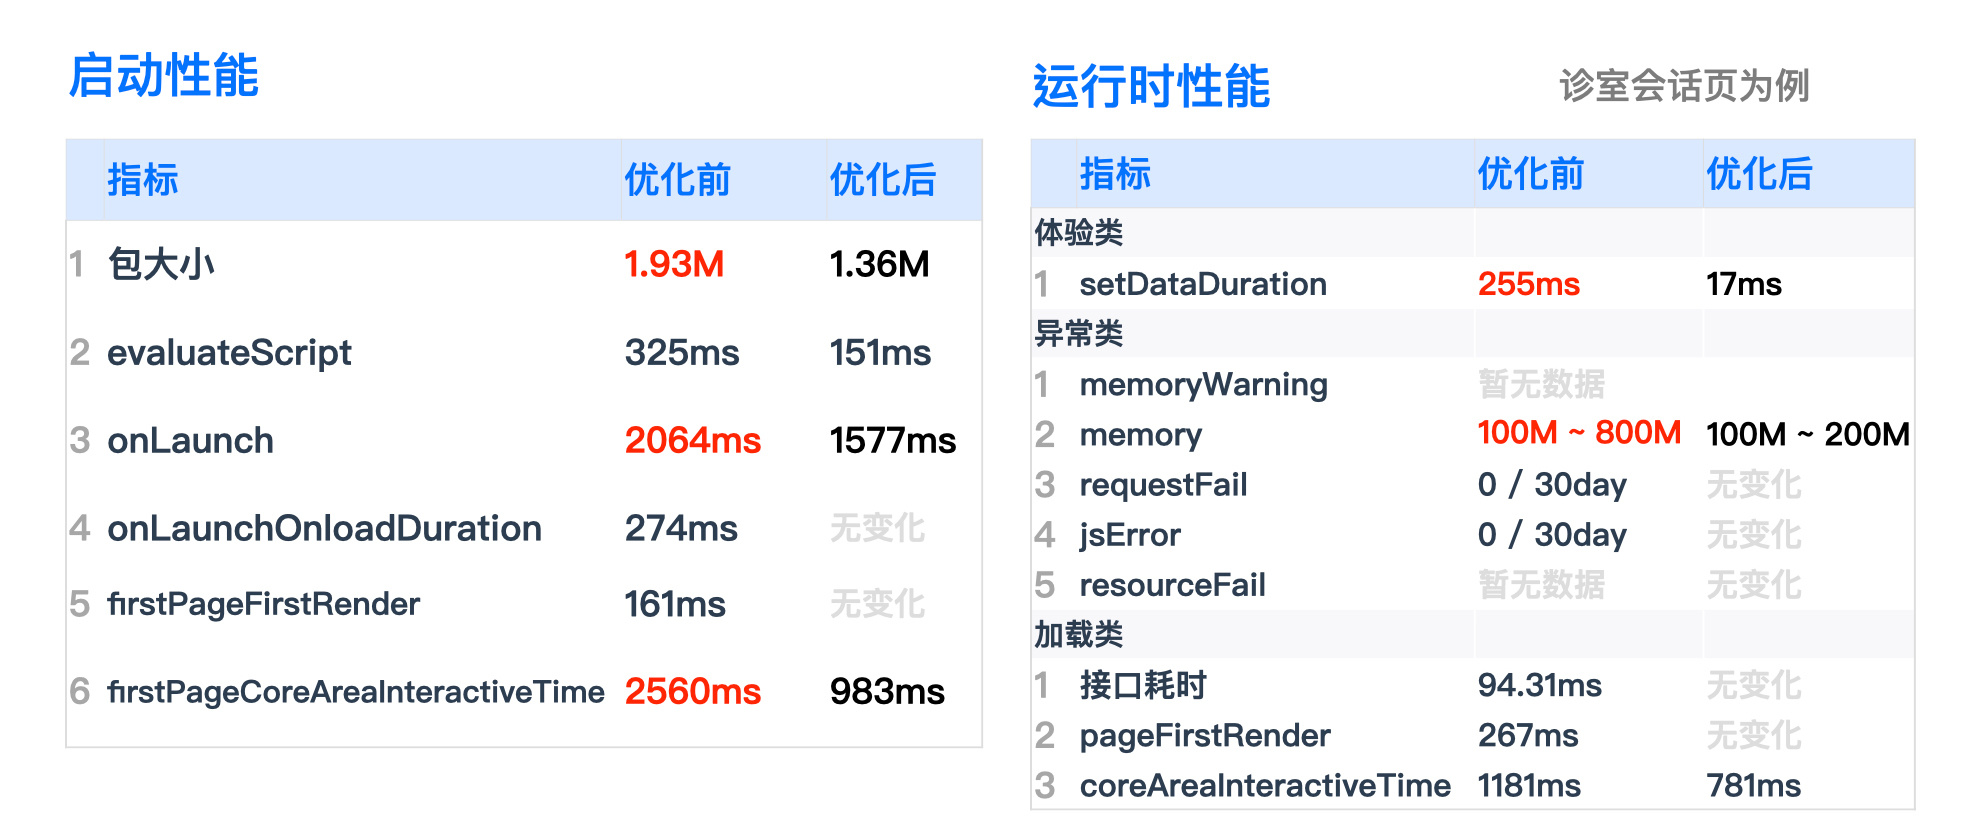 启动性能
指标 优化前 优化后
1 包大小 1.93M 1.36M
2 evaluateScript 325ms 151ms
3 onLaunch 2064ms 1577ms
4 onLaunchOnloadDuration 274ms 无变化
5 firstPageFirstRender 161ms 无变化
6 firstPageCoreAreaInteractiveTime 2560ms 983ms
运行时性能 诊室会话页为例
指标 优化前 优化后
体验类
1 setDataDuration 255ms 17ms
异常类
1 memoryWarning 暂无数据
2 memory 100M ~ 800M 100M ~ 200M
3 requestFail 0 / 30day 无变化
4 jsError 0 / 30day 无变化
5 resourceFail 暂无数据 无变化
加载类
1 接口耗时 94.31ms 无变化
2 pageFirstRender 267ms 无变化
3 coreAreaInteractiveTime 1181ms 781ms